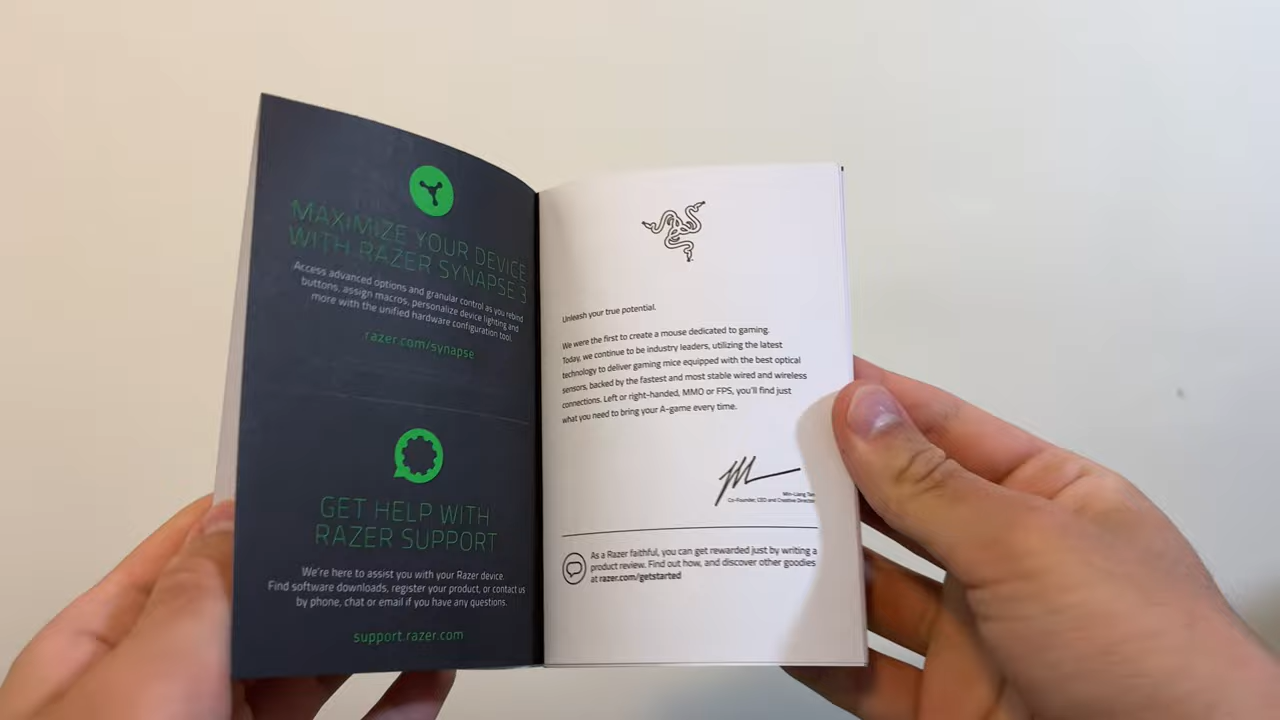 MAXIMIZE YOUR DEVICE
WITH RAZER SYNAPSE 3
Access advanced options and granular control as you rebind
buttons, assign macros, personalize device lighting and
more with the unified hardware configuration tool.
razer.com/synapse
GET HELP WITH
RAZER SUPPORT
We're here to assist you with your Razer device.
Find software downloads, register your product, or contact us
by phone, chat or email if you have any questions.
support.razer.com
Unleash your true potential.
We were the first to create a mouse dedicated to gaming.
Today, we continue to be industry leaders, utilizing the latest
technology to deliver gaming mice equipped with the best optical
sensors, backed by the fastest and most stable wired and wireless
connections. Left or right-handed, MMO or FPS, you'll find just
what you need to bring your A-game every time.
Min-Liang Tan
Co-Founder, CEO and Creative Director
As a Razer faithful, you can get rewarded just by writing a
product review. Find out how, and discover other goodies
at razer.com/getstarted